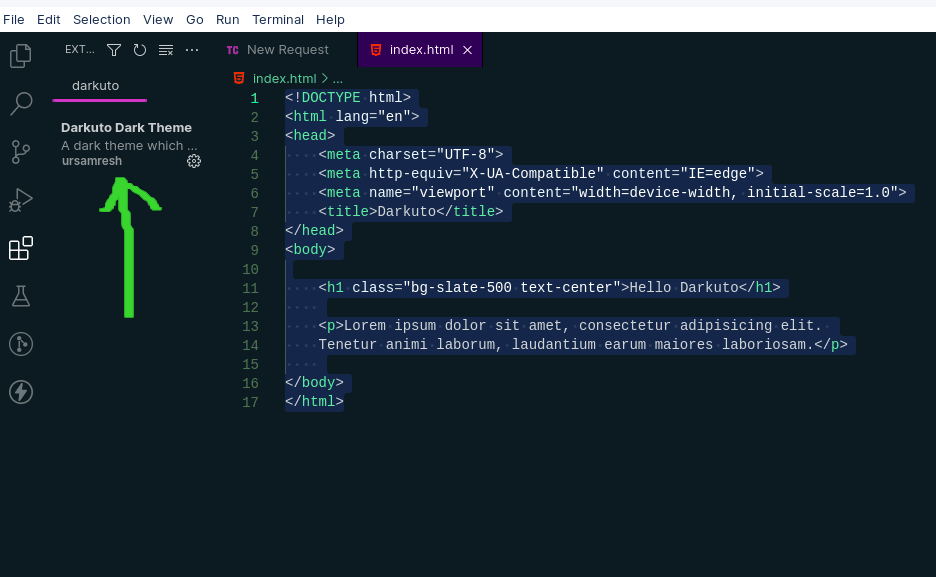 File Edit Selection View Go Run Terminal Help
EXT...
TC New Request
index.html
darkuto
index.html > ...
Darkuto Dark Theme
A dark theme which ...
ursamresh
1 <!DOCTYPE html>
2 <html lang="en">
3 <head>
4     <meta charset="UTF-8">
5     <meta http-equiv="X-UA-Compatible" content="IE=edge">
6     <meta name="viewport" content="width=device-width, initial-scale=1.0">
7     <title>Darkuto</title>
8 </head>
9 <body>
10
11     <h1 class="bg-slate-500 text-center">Hello Darkuto</h1>
12
13     <p>Lorem ipsum dolor sit amet, consectetur adipisicing elit.
14     Tenetur animi laborum, laudantium earum maiores laboriosam.</p>
15
16 </body>
17 </html>